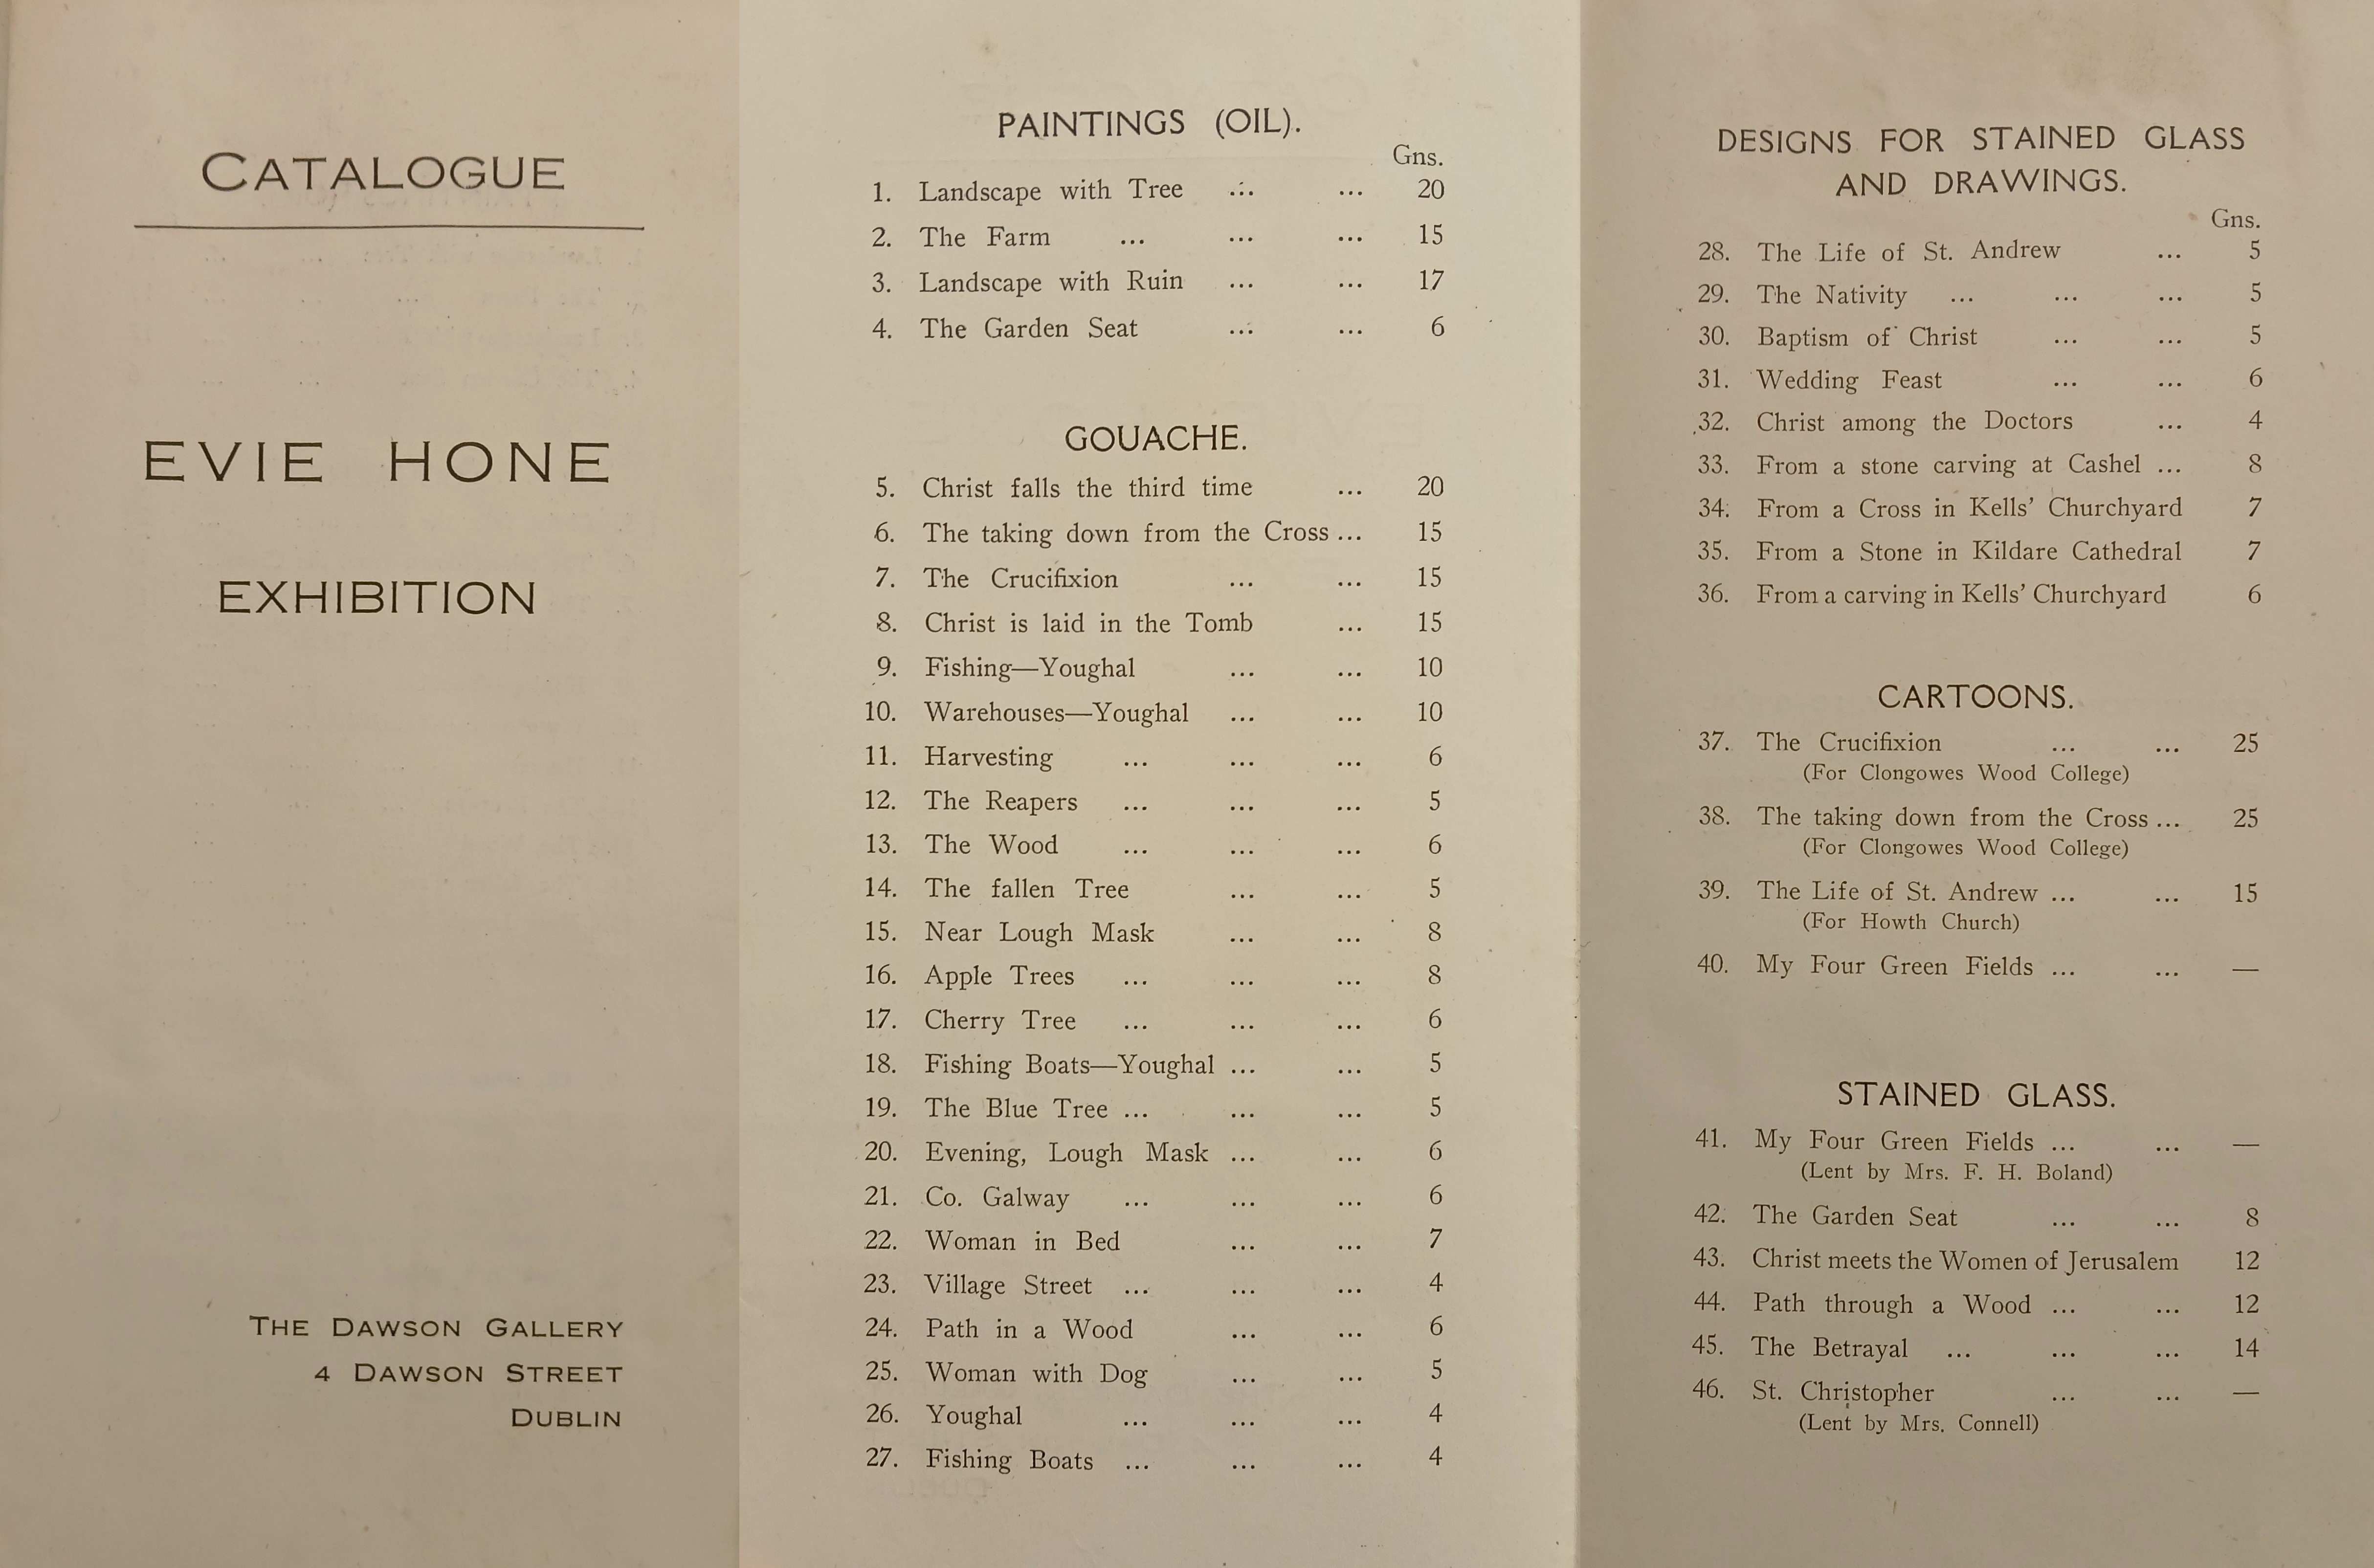 CATALOGUE
EVIE HONE
EXHIBITION
THE DAWSON GALLERY
4 DAWSON STREET
DUBLIN
PAINTINGS (OIL).
Gns.
1. Landscape with Tree ... ... 20
2. The Farm ... ... ... 15
3. Landscape with Ruin ... ... 17
4. The Garden Seat ... ... 6
GOUACHE.
5. Christ falls the third time ... 20
6. The taking down from the Cross ... 15
7. The Crucifixion ... ... 15
8. Christ is laid in the Tomb ... 15
9. Fishing—Youghal ... ... 10
10. Warehouses—Youghal ... ... 10
11. Harvesting ... ... ... 6
12. The Reapers ... ... ... 5
13. The Wood ... ... ... 6
14. The fallen Tree ... ... 5
15. Near Lough Mask ... ... 8
16. Apple Trees ... ... ... 8
17. Cherry Tree ... ... ... 6
18. Fishing Boats—Youghal ... ... 5
19. The Blue Tree ... ... ... 5
20. Evening, Lough Mask ... ... 6
21. Co. Galway ... ... ... 6
22. Woman in Bed ... ... 7
23. Village Street ... ... ... 4
24. Path in a Wood ... ... 6
25. Woman with Dog ... ... 5
26. Youghal ... ... ... 4
27. Fishing Boats ... ... ... 4
DESIGNS FOR STAINED GLASS
AND DRAWINGS.
Gns.
28. The Life of St. Andrew ... 5
29. The Nativity ... ... ... 5
30. Baptism of Christ ... ... 5
31. Wedding Feast ... ... 6
32. Christ among the Doctors ... 4
33. From a stone carving at Cashel ... 8
34. From a Cross in Kells' Churchyard 7
35. From a Stone in Kildare Cathedral 7
36. From a carving in Kells' Churchyard 6
CARTOONS.
37. The Crucifixion ... ... 25
(For Clongowes Wood College)
38. The taking down from the Cross ... 25
(For Clongowes Wood College)
39. The Life of St. Andrew ... ... 15
(For Howth Church)
40. My Four Green Fields ... ... —
STAINED GLASS.
41. My Four Green Fields ... ... —
(Lent by Mrs. F. H. Boland)
42. The Garden Seat ... ... 8
43. Christ meets the Women of Jerusalem 12
44. Path through a Wood ... ... 12
45. The Betrayal ... ... ... 14
46. St. Christopher ... ... —
(Lent by Mrs. Connell)